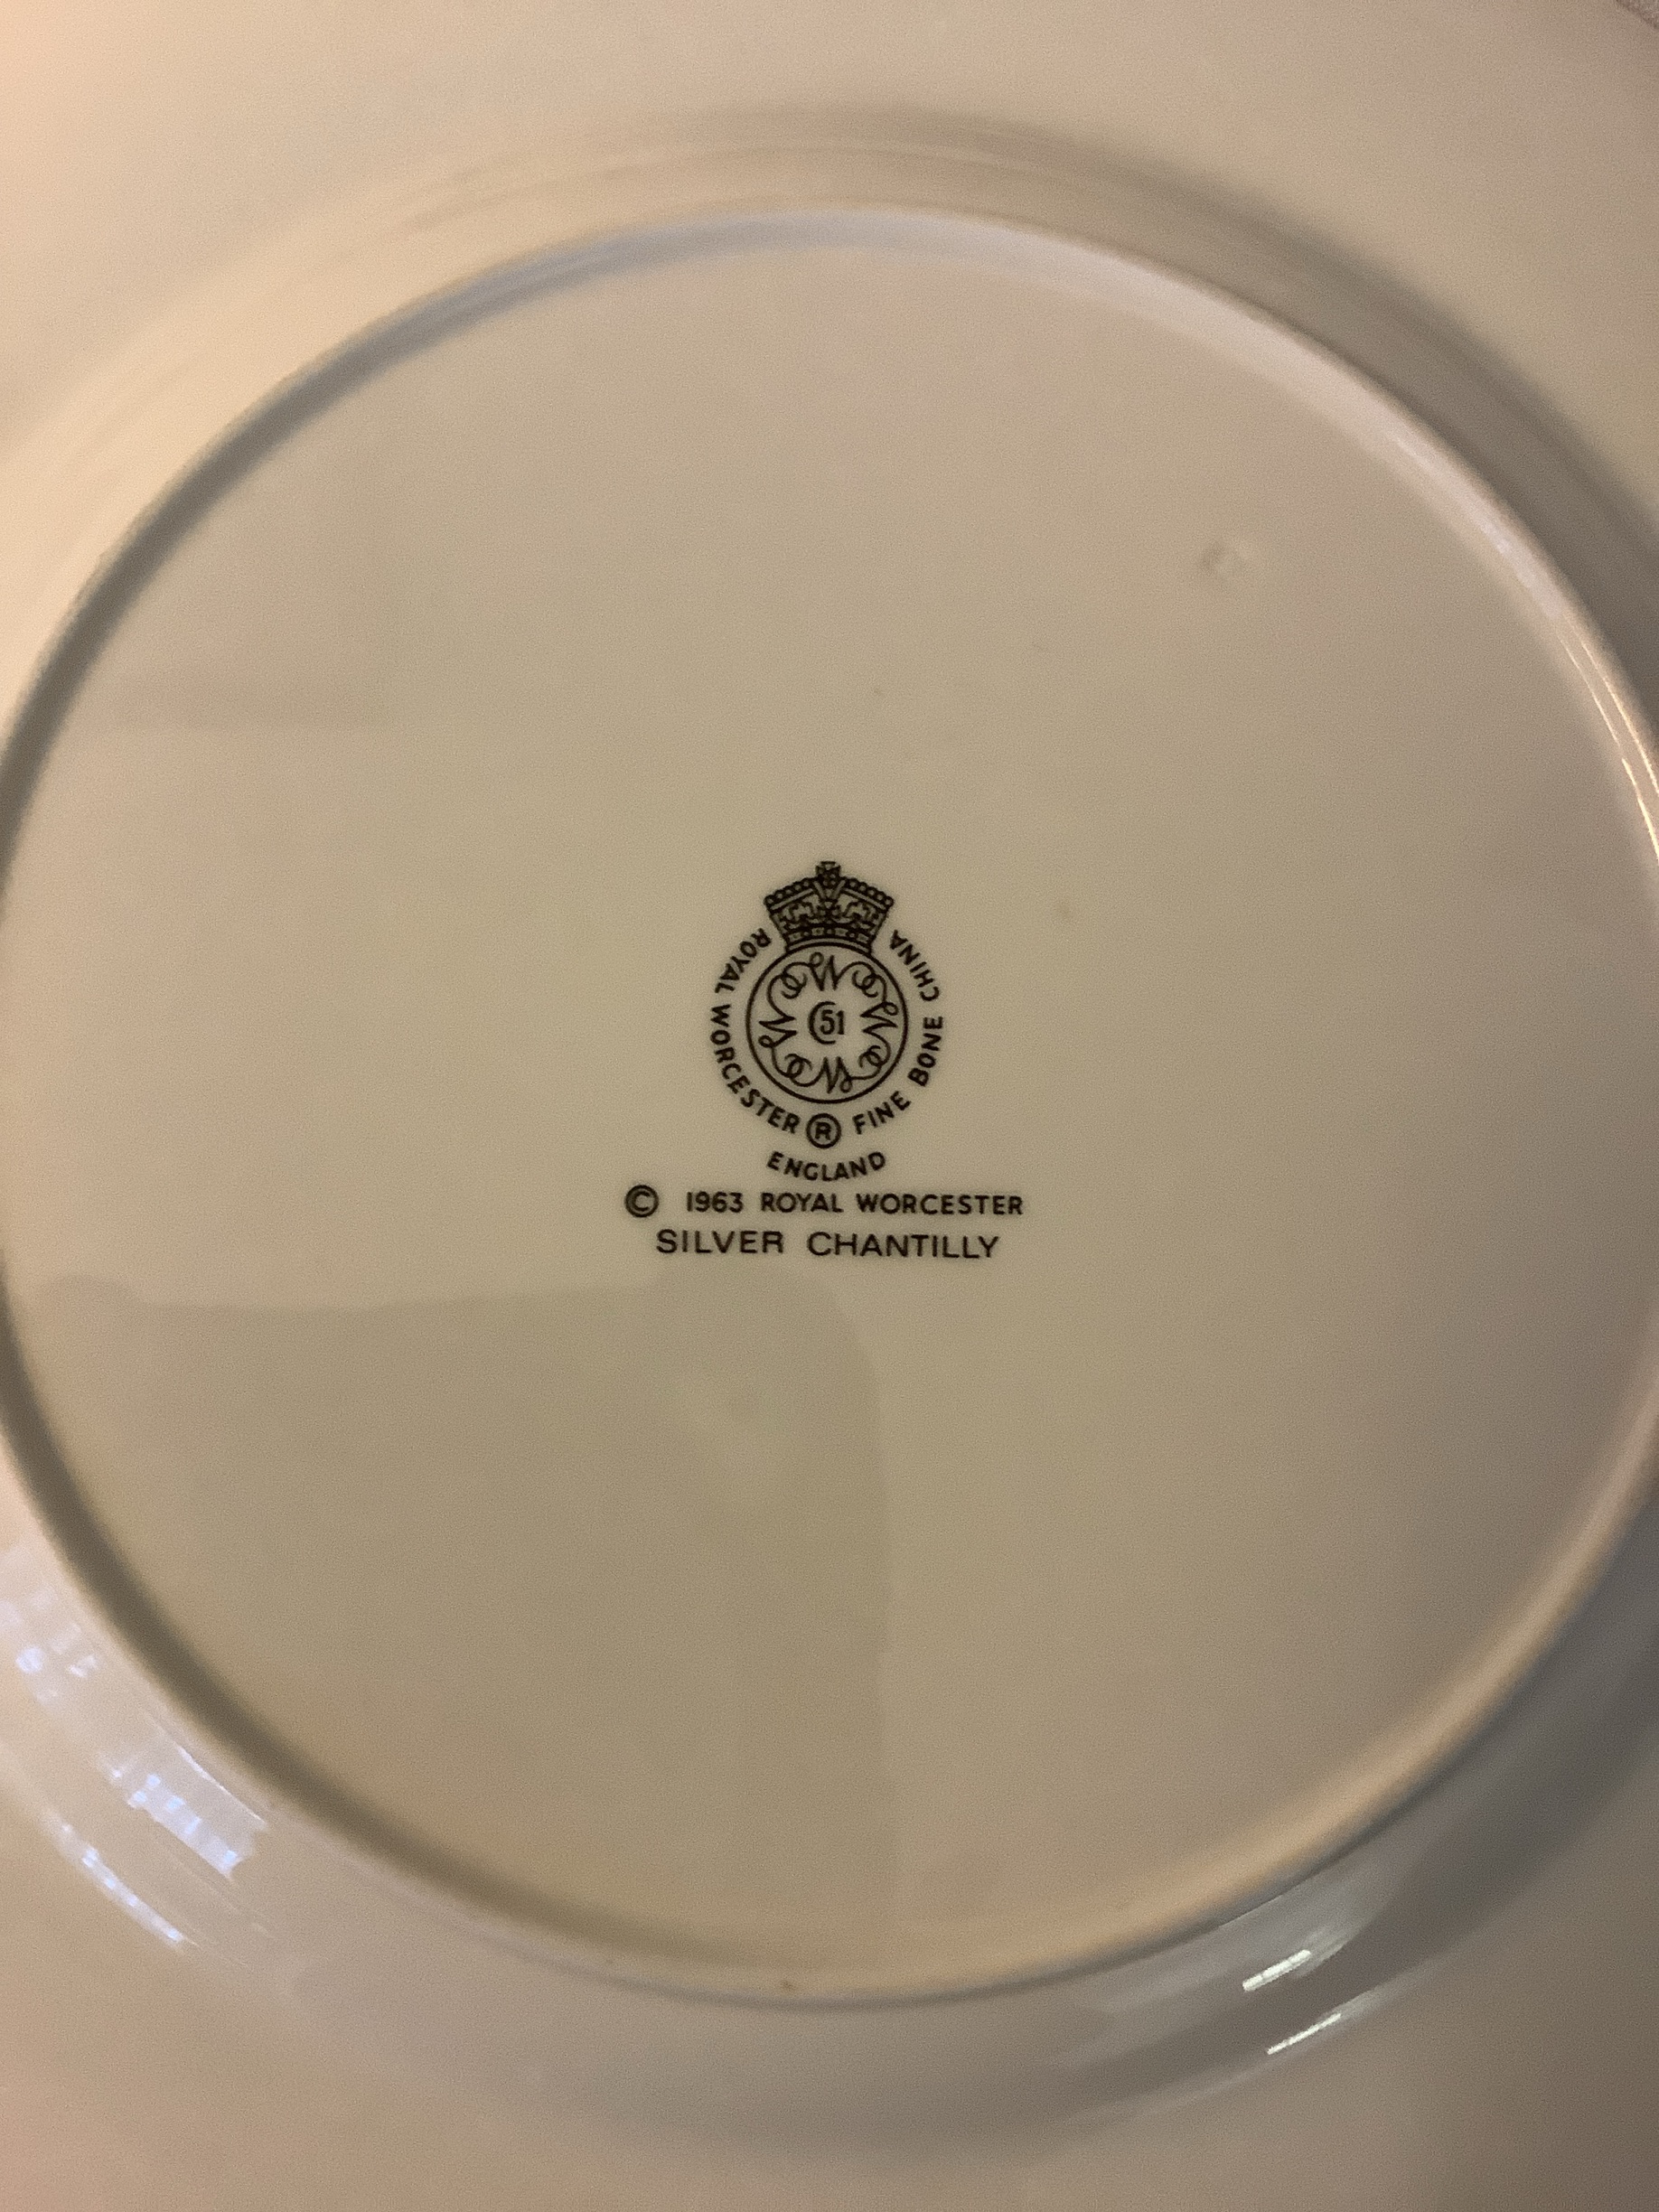 ROYAL WORCESTER ® FINE BONE CHINA
51
ENGLAND
© 1963 ROYAL WORCESTER
SILVER CHANTILLY